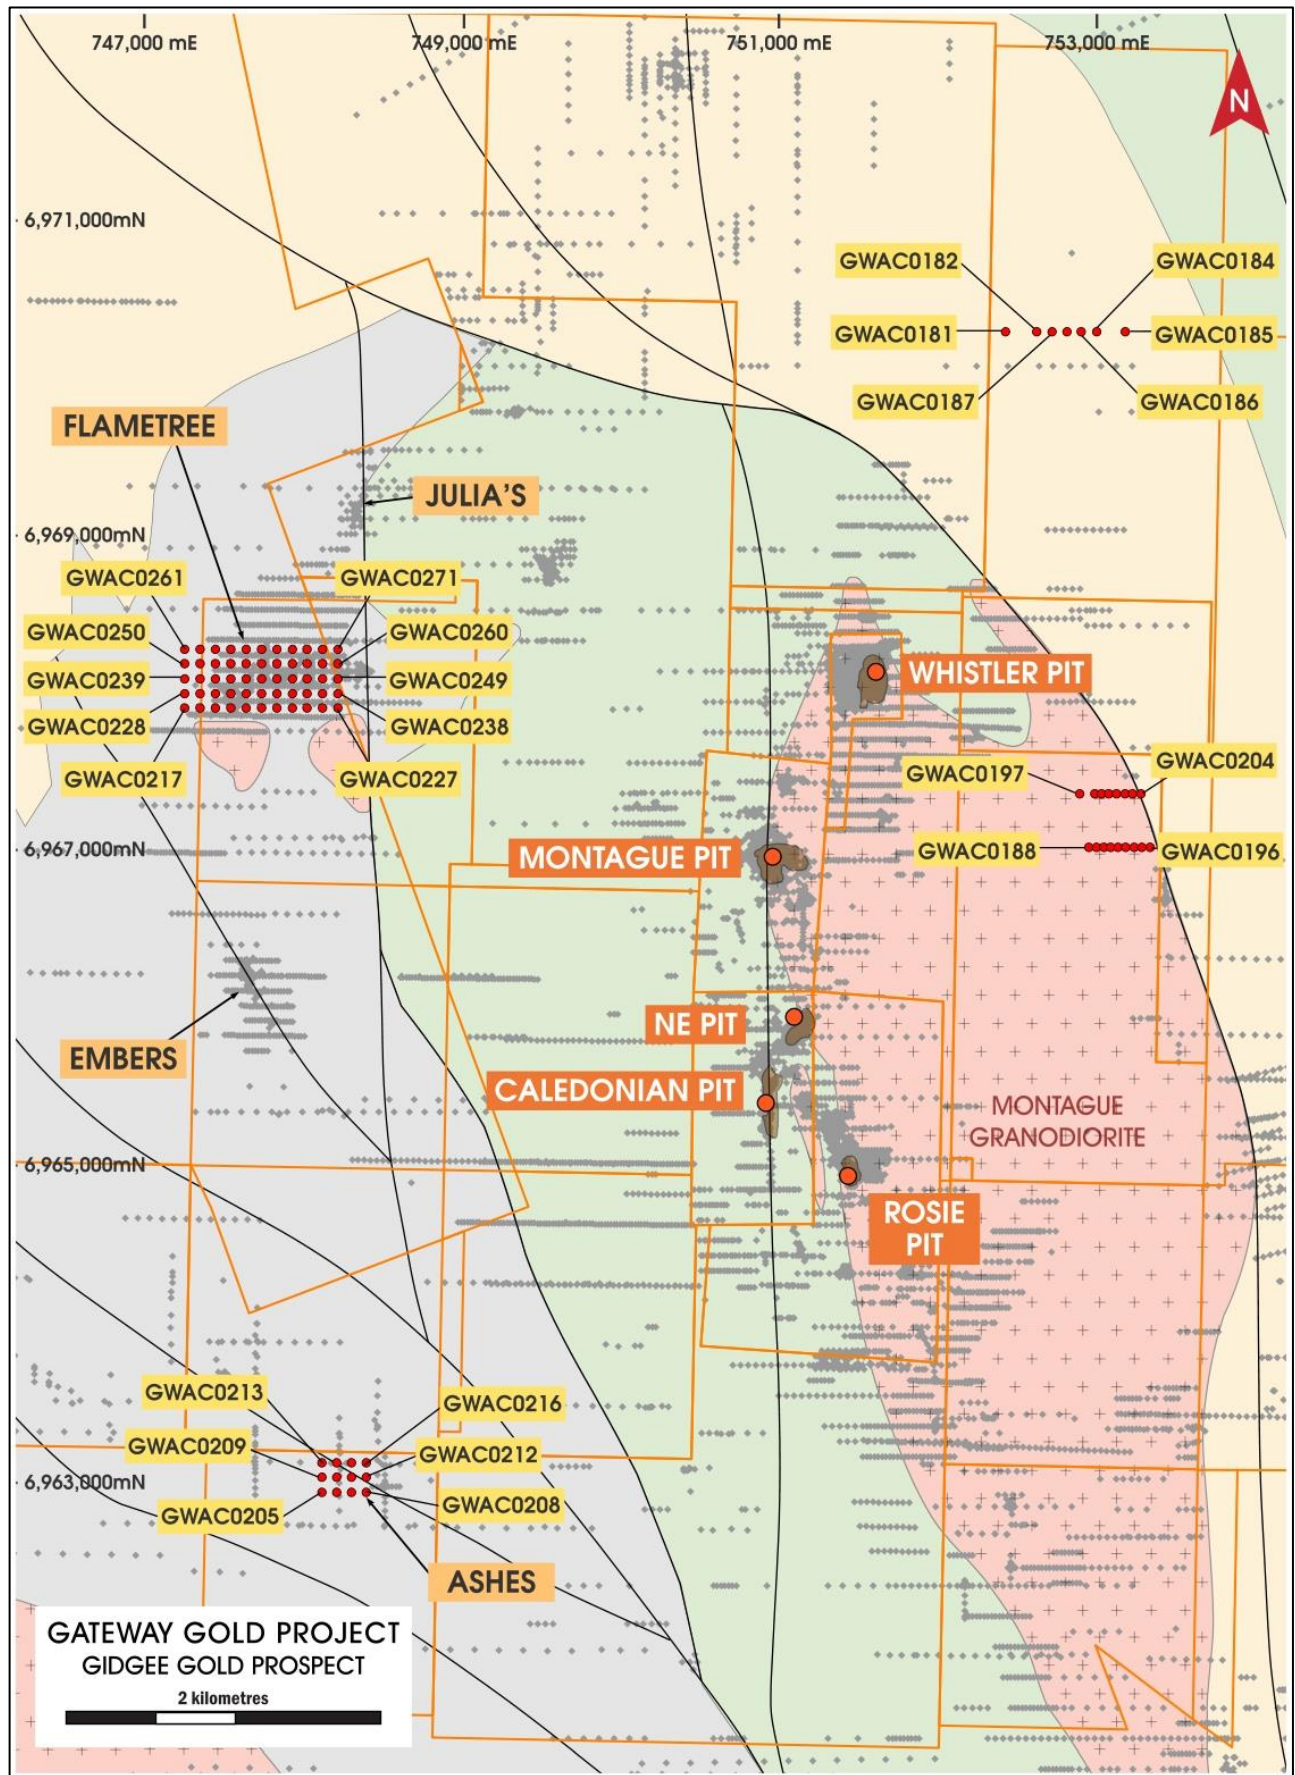 747,000 mE
749,000 mE
751,000 mE
753,000 mE
N
6,971,000mN
GWAC0182
GWAC0184
GWAC0181
GWAC0185
GWAC0187
GWAC0186
FLAMETREE
JULIA'S
6,969,000mN
GWAC0261
GWAC0271
GWAC0250
GWAC0260
GWAC0239
GWAC0249
WHISTLER PIT
GWAC0228
GWAC0238
GWAC0217
GWAC0227
GWAC0197
GWAC0204
6,967,000mN
MONTAGUE PIT
GWAC0188
GWAC0196
NE PIT
EMBERS
CALEDONIAN PIT
MONTAGUE
GRANODIORITE
6,965,000mN
ROSIE
PIT
GWAC0213
GWAC0216
GWAC0209
GWAC0212
6,963,000mN
GWAC0205
GWAC0208
ASHES
GATEWAY GOLD PROJECT
GIDGEE GOLD PROSPECT
2 kilometres